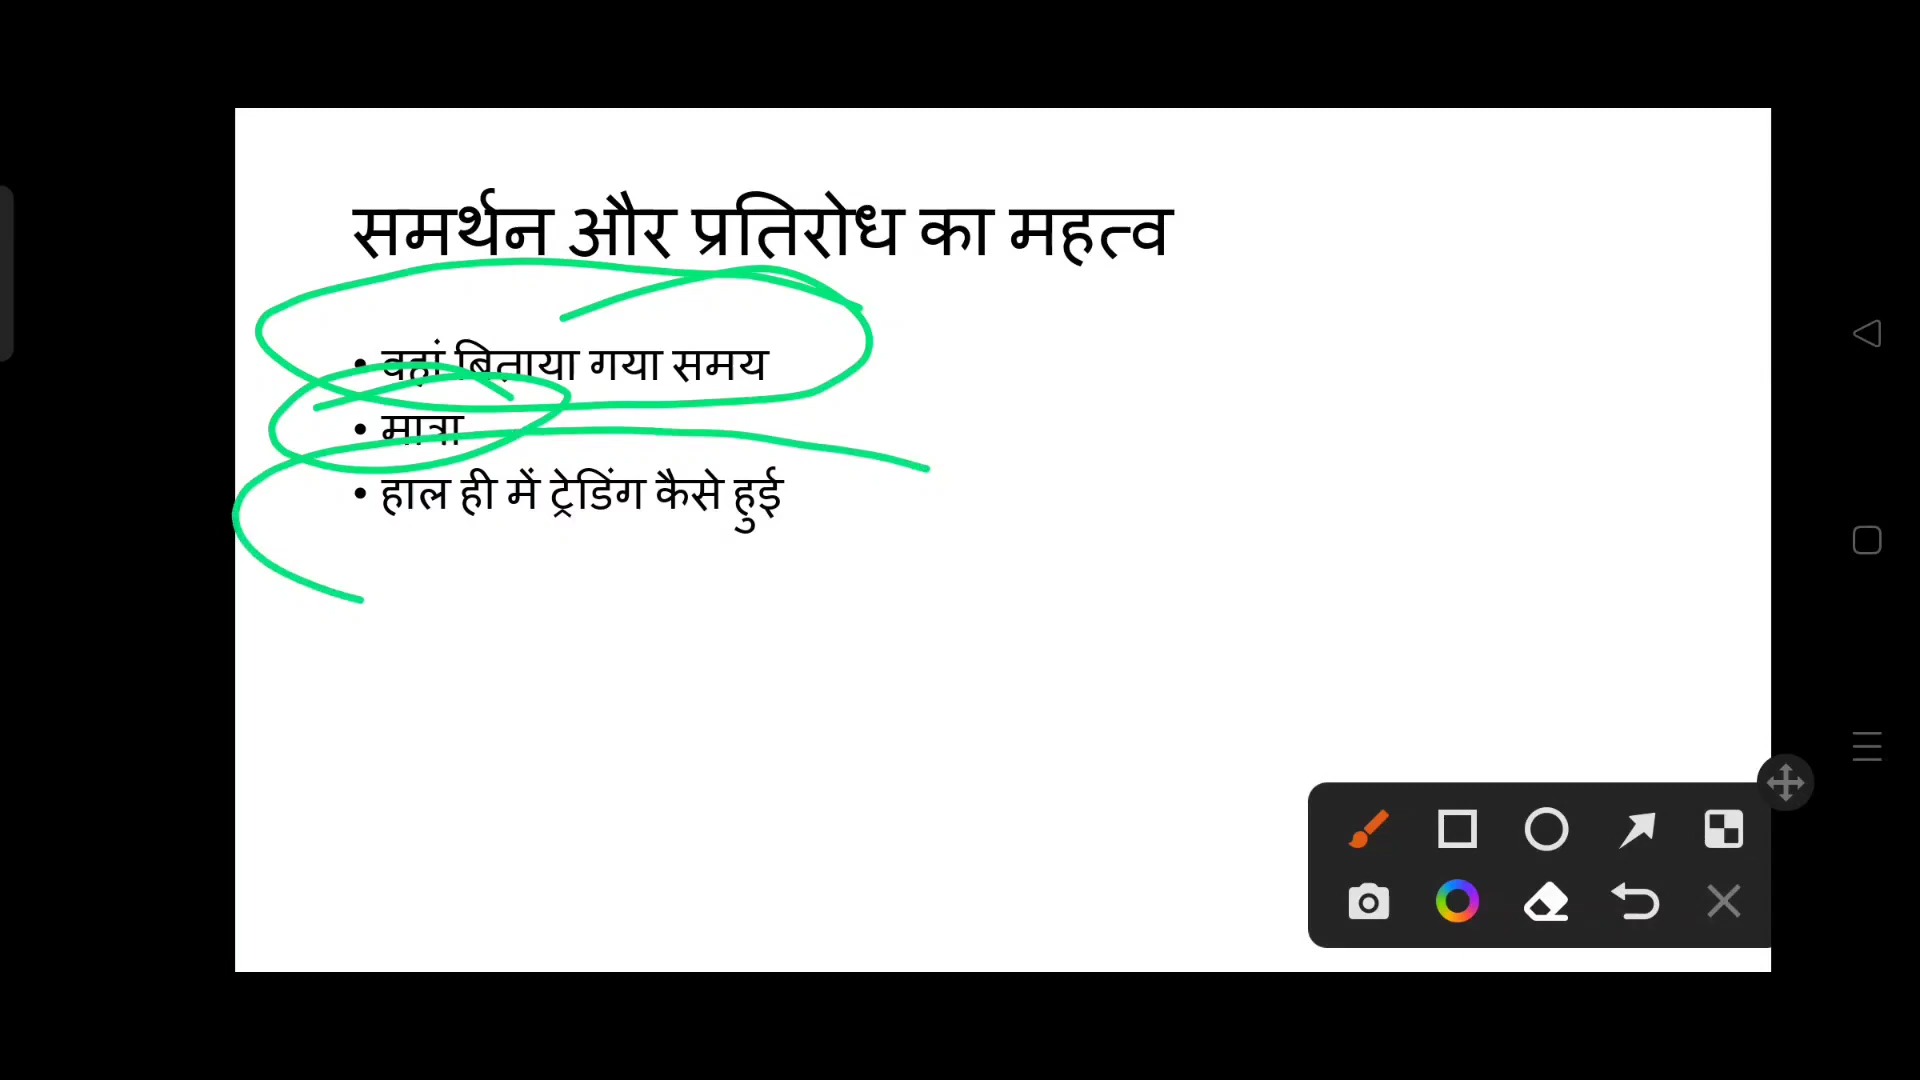 समर्थन और प्रतिरोध का महत्व
• वहां बिताया गया समय
• मात्रा
• हाल ही में ट्रेडिंग कैसे हुई